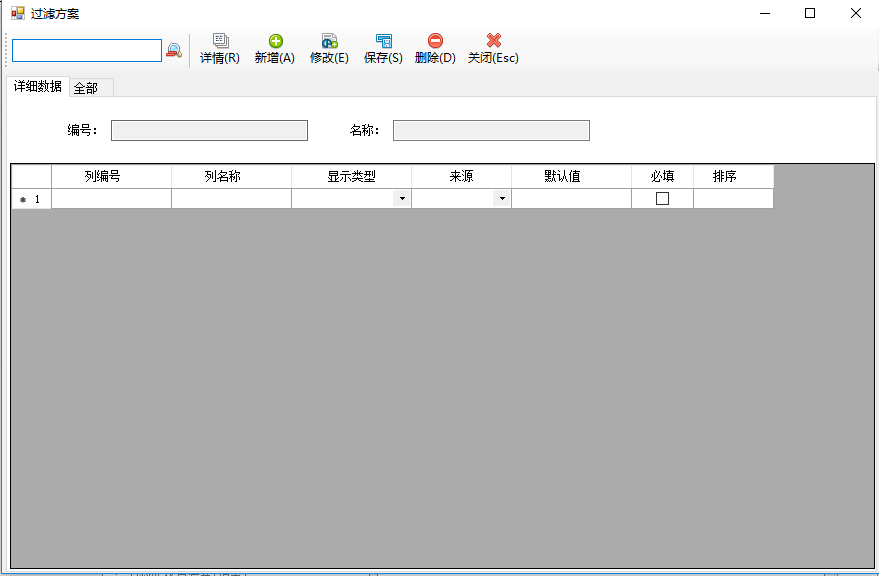 过滤方案
详情(R) 新增(A) 修改(E) 保存(S) 删除(D) 关闭(Esc)
详细数据 全部
编号: 名称:
列编号 列名称 显示类型 来源 默认值 必填 排序
1